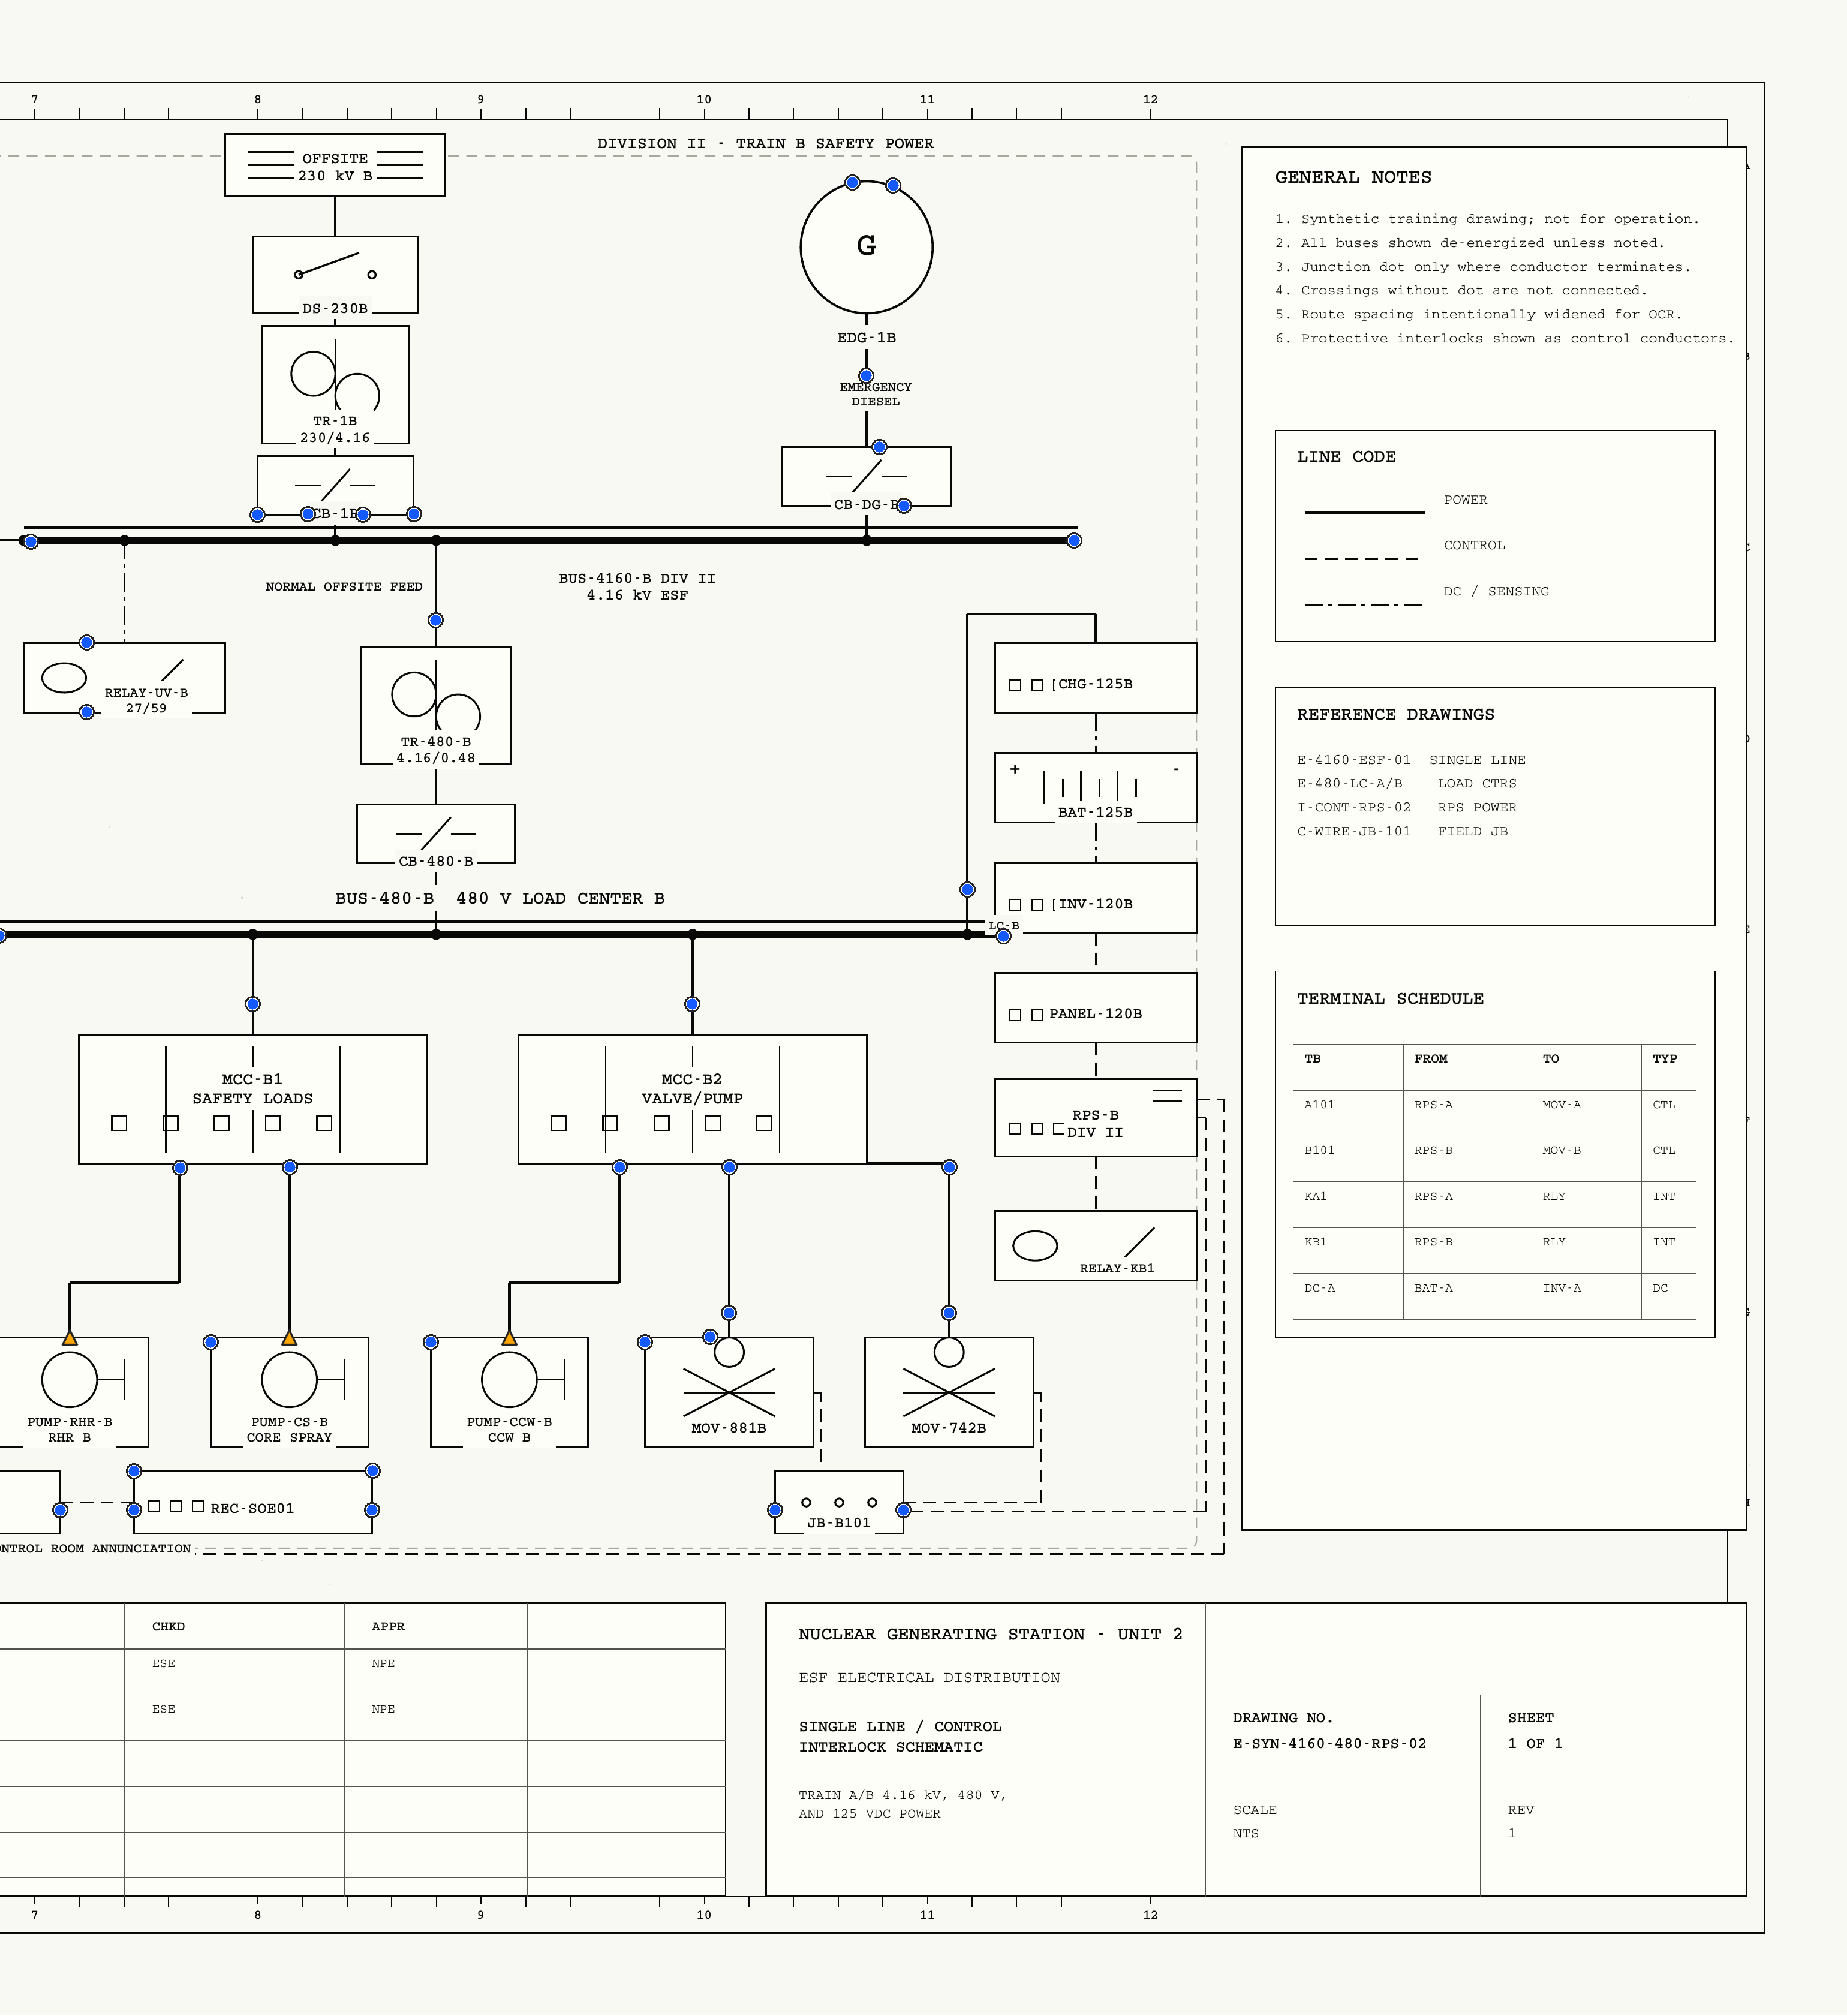 7 8 9 10 11 12
OFFSITE
230 kV B
DIVISION II - TRAIN B SAFETY POWER
G
DS-230B
EDG-1B
EMERGENCY
DIESEL
TR-1B
230/4.16
CB-1B
CB-DG-B
NORMAL OFFSITE FEED
BUS-4160-B DIV II
4.16 kV ESF
RELAY-UV-B
27/59
TR-480-B
4.16/0.48
CB-480-B
BUS-480-B 480 V LOAD CENTER B
LC-B
CHG-125B
+ -
BAT-125B
INV-120B
PANEL-120B
RPS-B
DIV II
RELAY-KB1
MCC-B1
SAFETY LOADS
MCC-B2
VALVE/PUMP
PUMP-RHR-B
RHR B
PUMP-CS-B
CORE SPRAY
PUMP-CCW-B
CCW B
MOV-881B
MOV-742B
REC-SOE01
JB-B101
ONTROL ROOM ANNUNCIATION
GENERAL NOTES
1. Synthetic training drawing; not for operation.
2. All buses shown de-energized unless noted.
3. Junction dot only where conductor terminates.
4. Crossings without dot are not connected.
5. Route spacing intentionally widened for OCR.
6. Protective interlocks shown as control conductors.
LINE CODE
POWER
CONTROL
DC / SENSING
REFERENCE DRAWINGS
E-4160-ESF-01 SINGLE LINE
E-480-LC-A/B LOAD CTRS
I-CONT-RPS-02 RPS POWER
C-WIRE-JB-101 FIELD JB
TERMINAL SCHEDULE
TB FROM TO TYP
A101 RPS-A MOV-A CTL
B101 RPS-B MOV-B CTL
KA1 RPS-A RLY INT
KB1 RPS-B RLY INT
DC-A BAT-A INV-A DC
CHKD APPR
ESE NPE
ESE NPE
NUCLEAR GENERATING STATION - UNIT 2
ESF ELECTRICAL DISTRIBUTION
SINGLE LINE / CONTROL
INTERLOCK SCHEMATIC
TRAIN A/B 4.16 kV, 480 V,
AND 125 VDC POWER
DRAWING NO.
E-SYN-4160-480-RPS-02
SHEET
1 OF 1
SCALE
NTS
REV
1
7 8 9 10 11 12